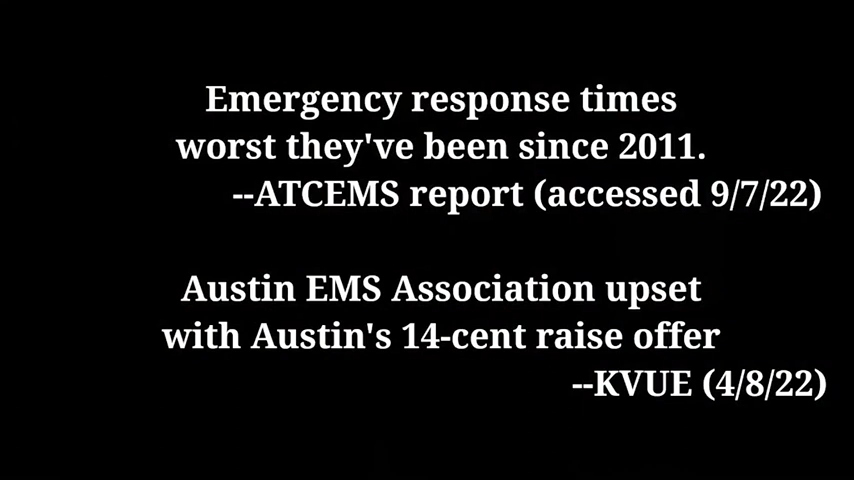 Emergency response times
worst they've been since 2011.
--ATCEMS report (accessed 9/7/22)
Austin EMS Association upset
with Austin's 14-cent raise offer
--KVUE (4/8/22)